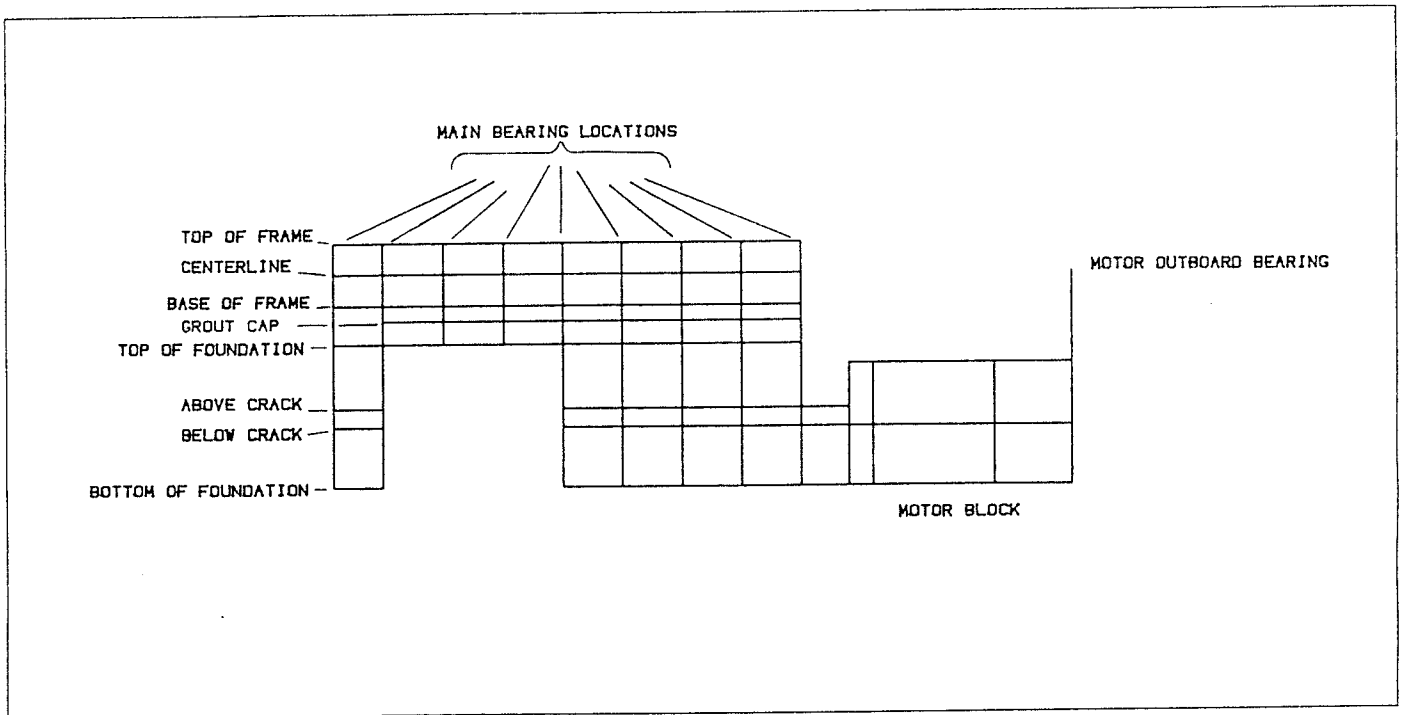 MAIN BEARING LOCATIONS
TOP OF FRAME
CENTERLINE
MOTOR OUTBOARD BEARING
BASE OF FRAME
GROUT CAP
TOP OF FOUNDATION
ABOVE CRACK
BELOW CRACK
BOTTOM OF FOUNDATION
MOTOR BLOCK